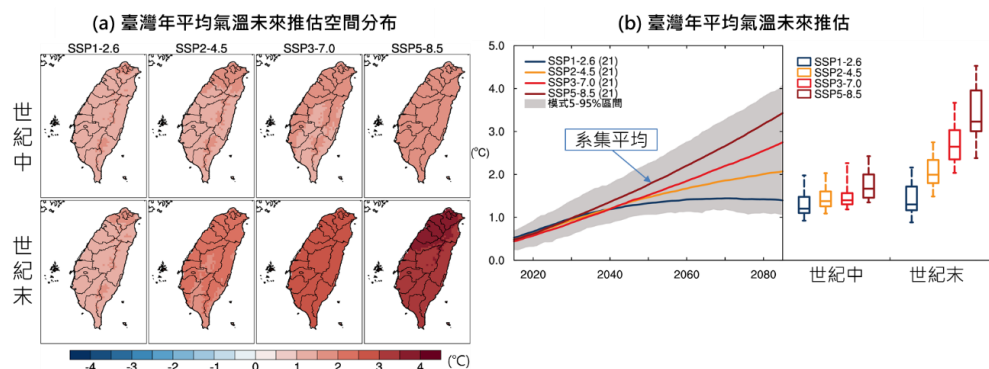 (a) 臺灣年平均氣溫未來推估空間分布
SSP1-2.6 SSP2-4.5 SSP3-7.0 SSP5-8.5
世紀中
世紀末
(°C)
-4 -3 -2 -1 0 1 2 3 4 (°C)
(b) 臺灣年平均氣溫未來推估
5.0
4.0
3.0
2.0
1.0
0.0
SSP1-2.6 (21)
SSP2-4.5 (21)
SSP3-7.0 (21)
SSP5-8.5 (21)
模式5-95%區間
系集平均
2020 2040 2060 2080
SSP1-2.6
SSP2-4.5
SSP3-7.0
SSP5-8.5
世紀中 世紀末